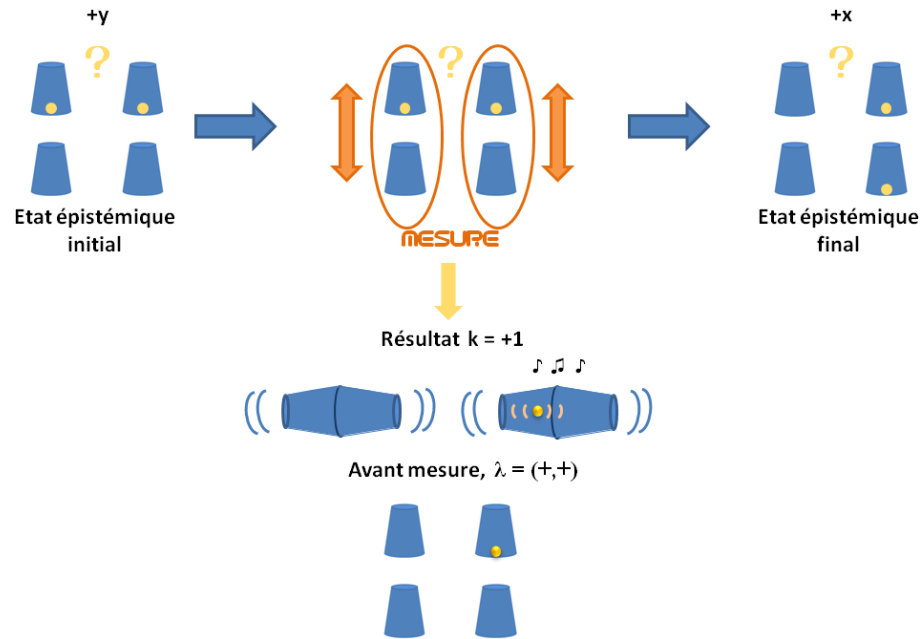 +y
+x
?
?
?
Etat épistémique
initial
MESURE
Etat épistémique
final
Résultat k = +1
♪ ♫ ♪
Avant mesure, λ = (+,+)